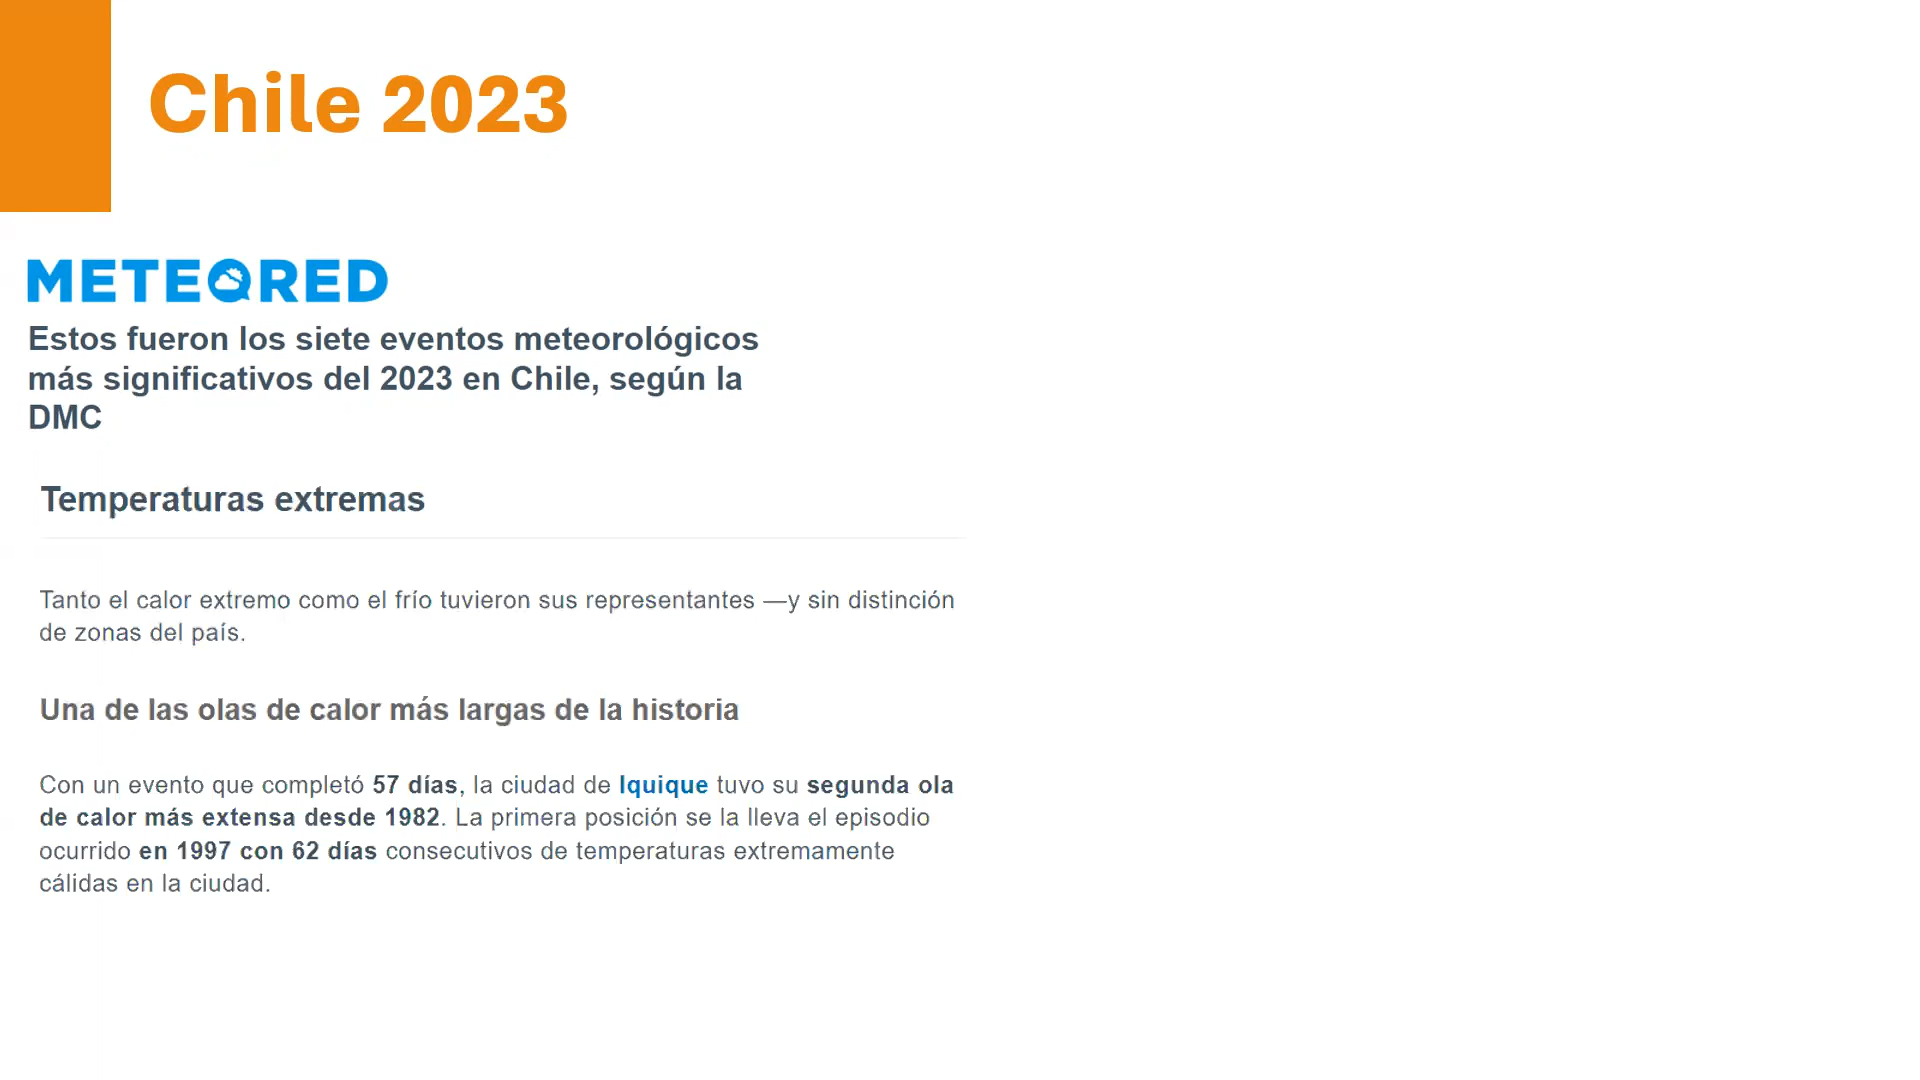 Chile 2023
METEORED
Estos fueron los siete eventos meteorológicos
más significativos del 2023 en Chile, según la
DMC
Temperaturas extremas
Tanto el calor extremo como el frío tuvieron sus representantes —y sin distinción
de zonas del país.
Una de las olas de calor más largas de la historia
Con un evento que completó 57 días, la ciudad de Iquique tuvo su segunda ola
de calor más extensa desde 1982. La primera posición se la lleva el episodio
ocurrido en 1997 con 62 días consecutivos de temperaturas extremamente
cálidas en la ciudad.